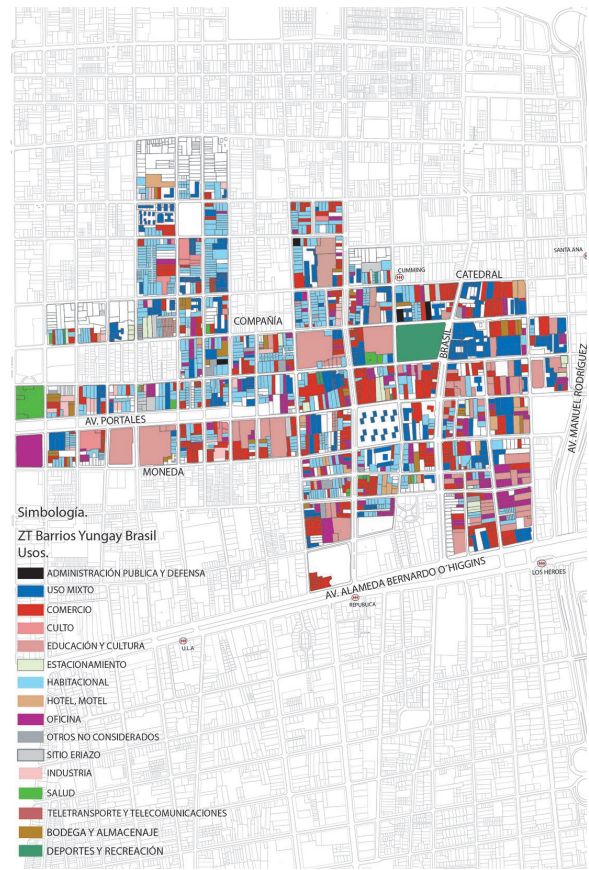 SANTA ANA
CUMMING
CATEDRAL
COMPAÑÍA
BRASIL
AV. MANUEL RODRÍGUEZ
AV. PORTALES
MONEDA
Simbología.
ZT Barrios Yungay Brasil
Usos.
ADMINISTRACIÓN PUBLICA Y DEFENSA
USO MIXTO
COMERCIO
CULTO
EDUCACIÓN Y CULTURA
ESTACIONAMIENTO
HABITACIONAL
HOTEL, MOTEL
OFICINA
OTROS NO CONSIDERADOS
SITIO ERIAZO
INDUSTRIA
SALUD
TELETRANSPORTE Y TELECOMUNICACIONES
BODEGA Y ALMACENAJE
DEPORTES Y RECREACIÓN
AV. ALAMEDA BERNARDO O´HIGGINS
LOS HEROES
REPUBLICA
U.L.A